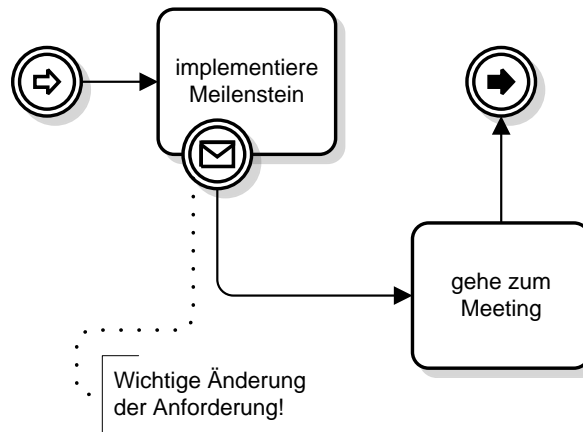 implementiere
Meilenstein
gehe zum
Meeting
Wichtige Änderung
der Anforderung!